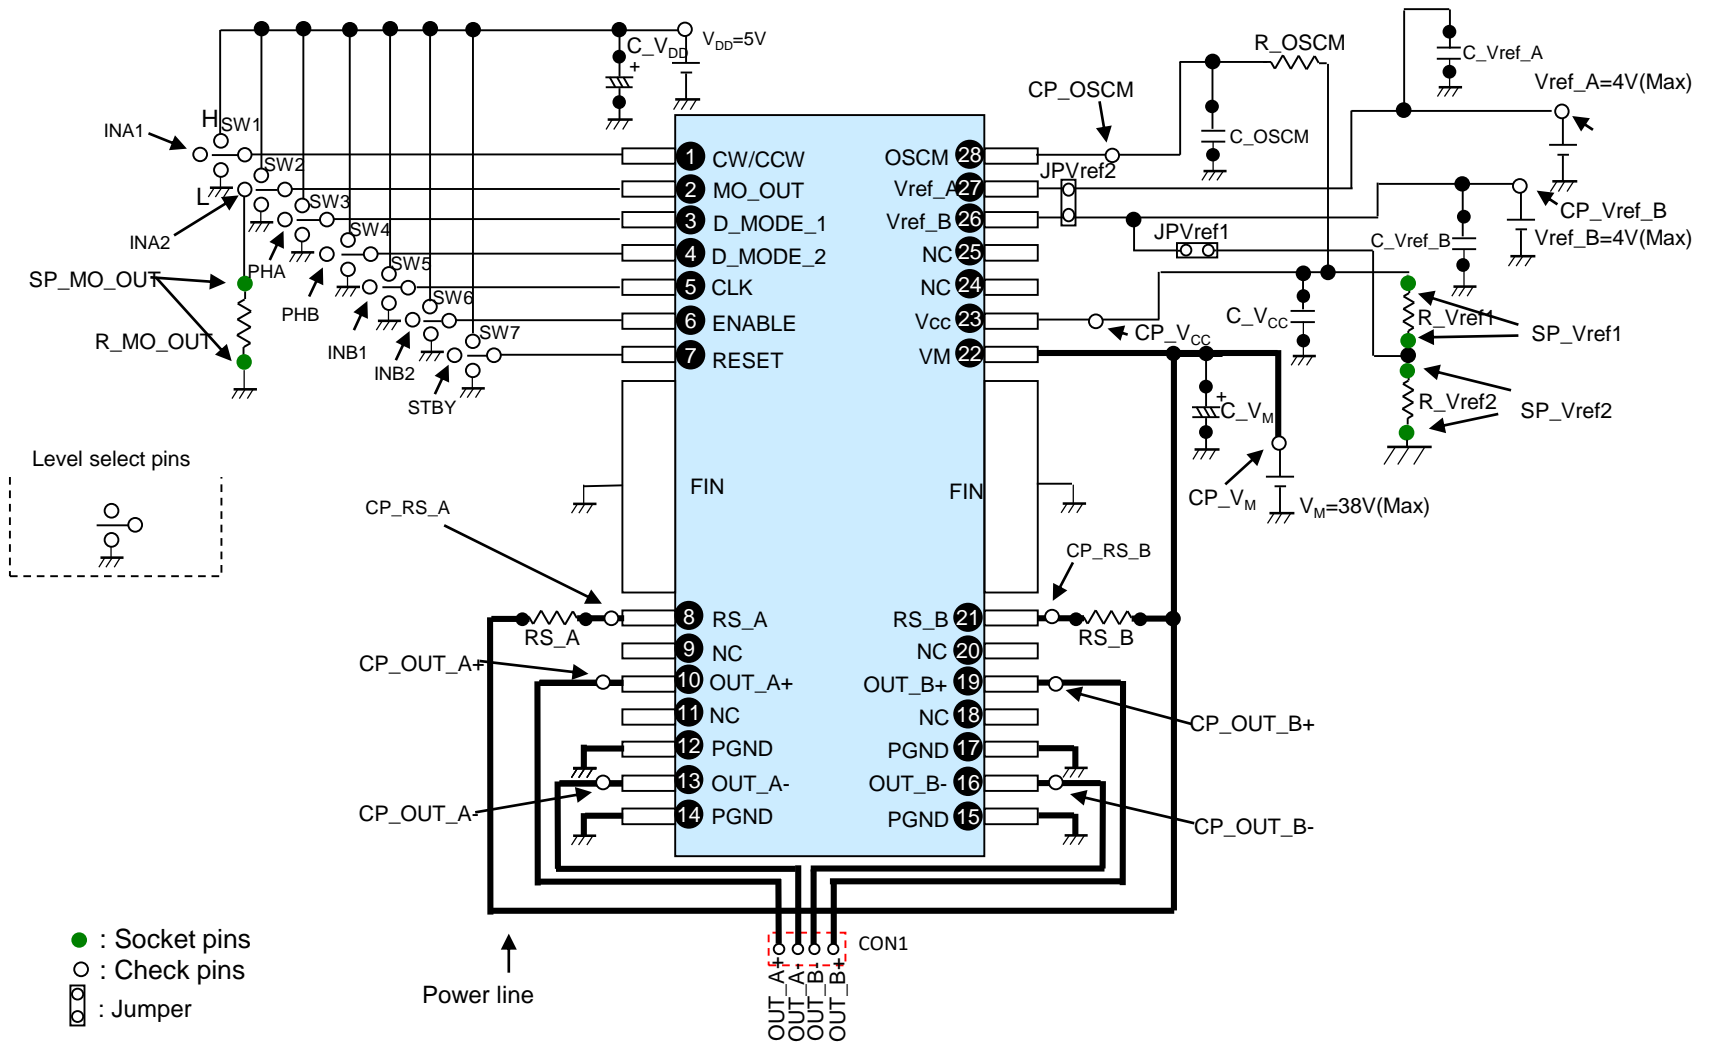 C_VDD
+
VDD=5V
R_OSCM
C_Vref_A
Vref_A=4V(Max)
CP_OSCM
C_OSCM
INA1
H
SW1
SW2
SW3
SW4
SW5
SW6
SW7
L
INA2
PHA
PHB
INB1
INB2
STBY
SP_MO_OUT
R_MO_OUT
1 CW/CCW
2 MO_OUT
3 D_MODE_1
4 D_MODE_2
5 CLK
6 ENABLE
7 RESET
OSCM 28
Vref_A 27
Vref_B 26
NC 25
NC 24
Vcc 23
VM 22
JPVref2
JPVref1
C_Vref_B
CP_Vref_B
Vref_B=4V(Max)
CP_VCC
C_VCC
R_Vref1
SP_Vref1
R_Vref2
SP_Vref2
+
C_VM
CP_VM
VM=38V(Max)
Level select pins
FIN
FIN
CP_RS_A
CP_RS_B
RS_A
RS_B
8 RS_A
9 NC
10 OUT_A+
11 NC
12 PGND
13 OUT_A-
14 PGND
RS_B 21
NC 20
OUT_B+ 19
NC 18
PGND 17
OUT_B- 16
PGND 15
CP_OUT_A+
CP_OUT_A-
CP_OUT_B+
CP_OUT_B-
CON1
OUT_A+
OUT_A-
OUT_B-
OUT_B+
Power line
: Socket pins
: Check pins
: Jumper